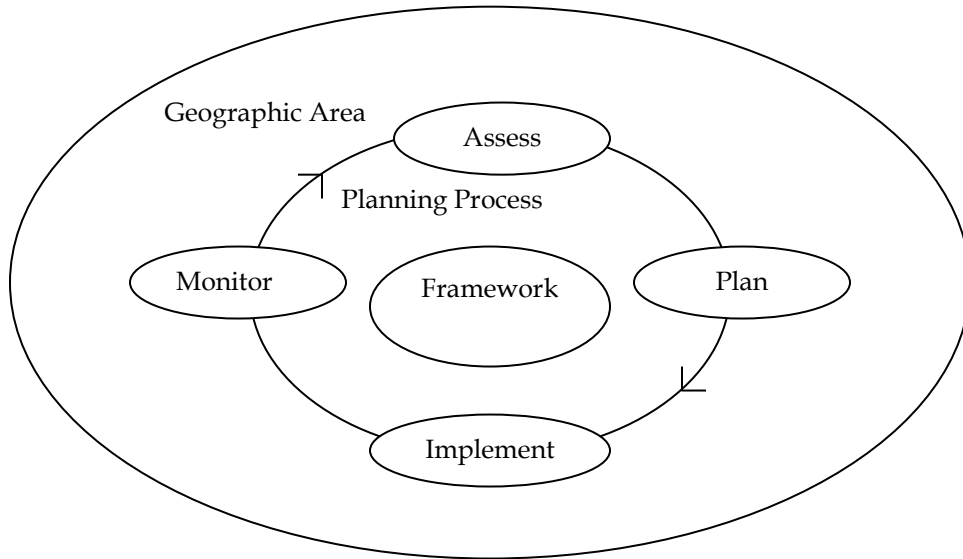 Geographic Area
Assess
Planning Process
Monitor
Framework
Plan
Implement